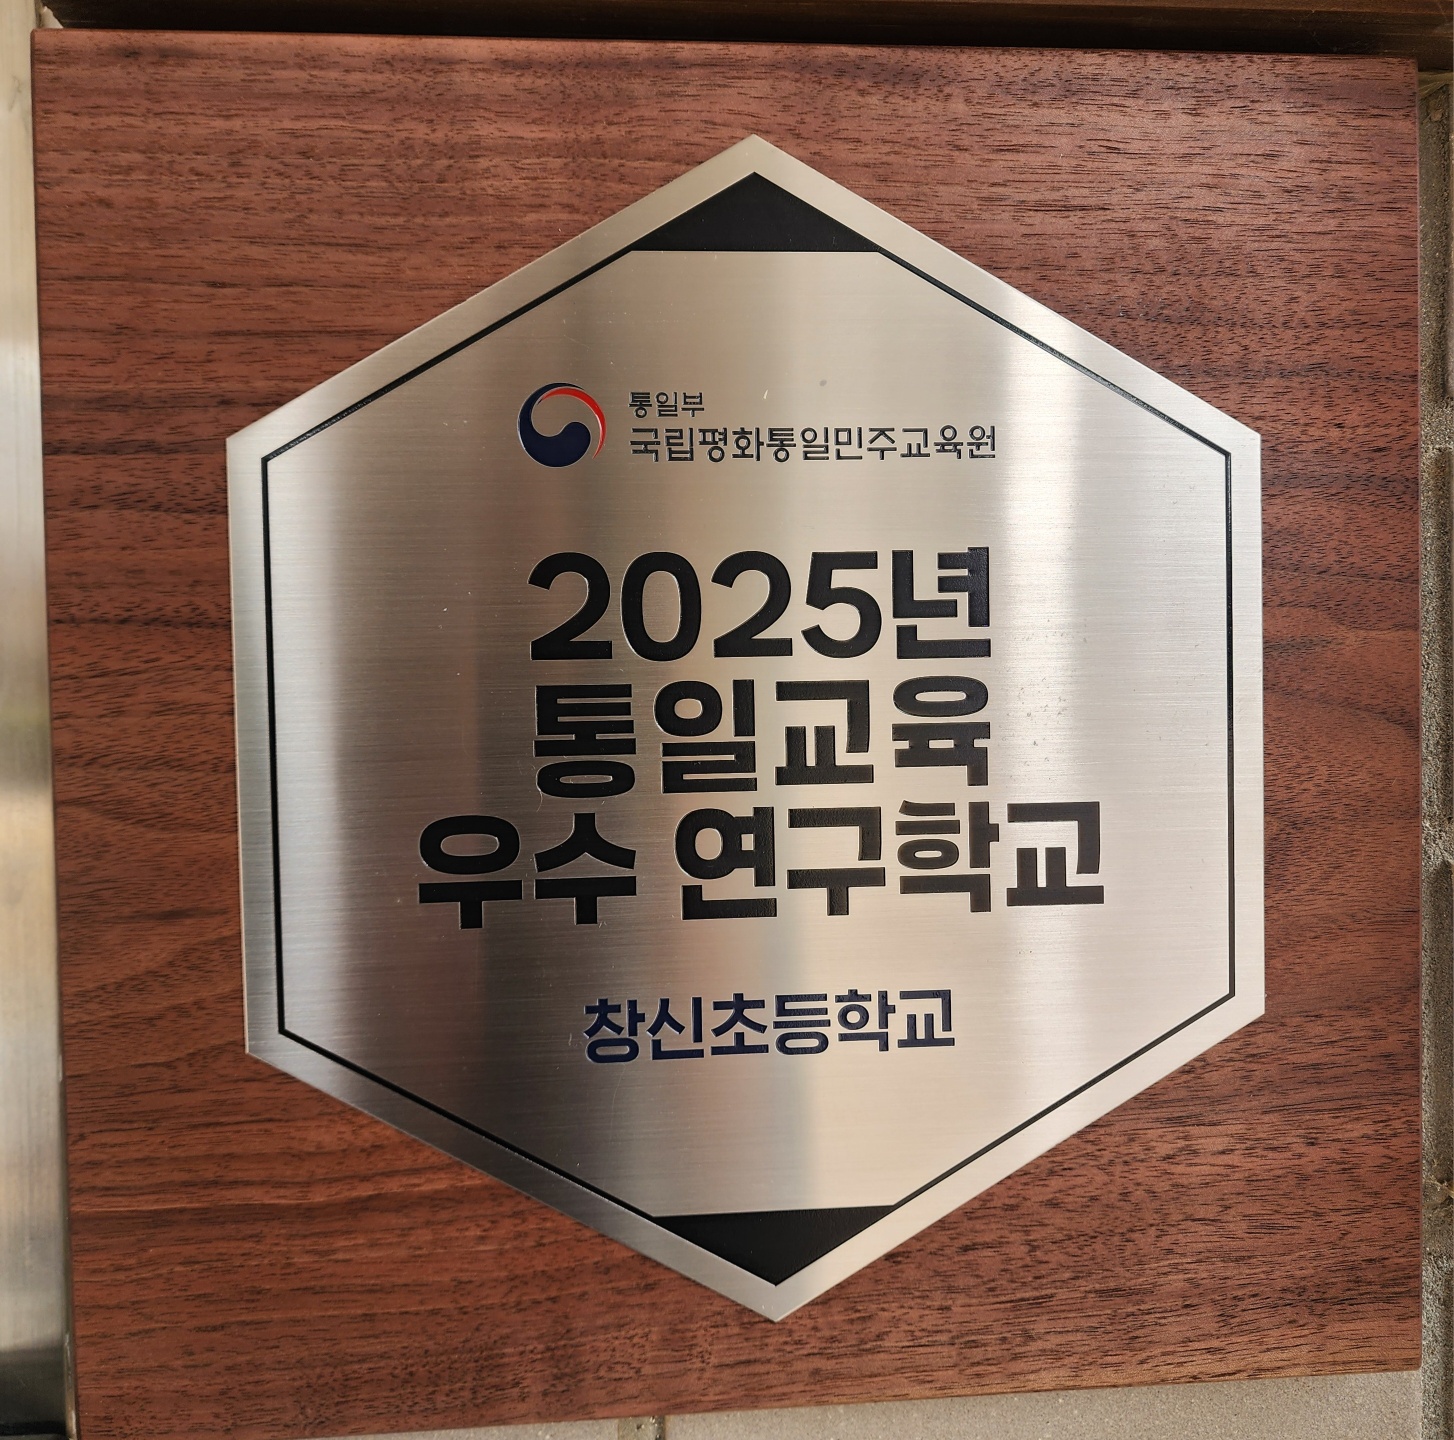 통일부
국립평화통일민주교육원
2025년
통일교육
우수 연구학교
창신초등학교